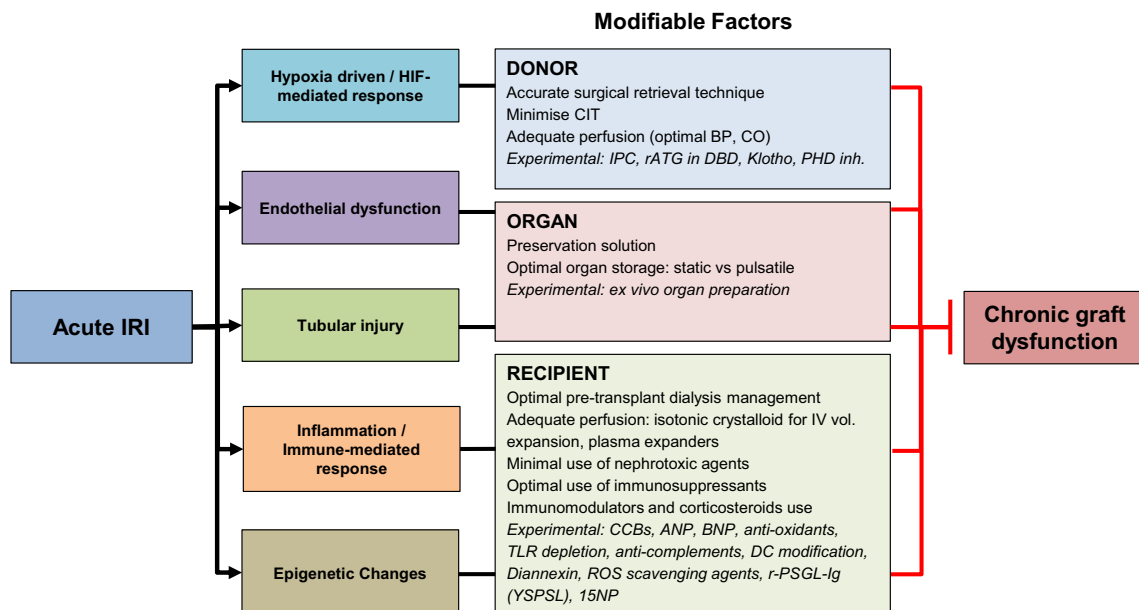 Modifiable Factors
Acute IRI
Hypoxia driven / HIF-
mediated response
Endothelial dysfunction
Tubular injury
Inflammation /
Immune-mediated
response
Epigenetic Changes
DONOR
Accurate surgical retrieval technique
Minimise CIT
Adequate perfusion (optimal BP, CO)
Experimental: IPC, rATG in DBD, Klotho, PHD inh.
ORGAN
Preservation solution
Optimal organ storage: static vs pulsatile
Experimental: ex vivo organ preparation
RECIPIENT
Optimal pre-transplant dialysis management
Adequate perfusion: isotonic crystalloid for IV vol.
expansion, plasma expanders
Minimal use of nephrotoxic agents
Optimal use of immunosuppressants
Immunomodulators and corticosteroids use
Experimental: CCBs, ANP, BNP, anti-oxidants,
TLR depletion, anti-complements, DC modification,
Diannexin, ROS scavenging agents, r-PSGL-Ig
(YSPSL), 15NP
Chronic graft
dysfunction